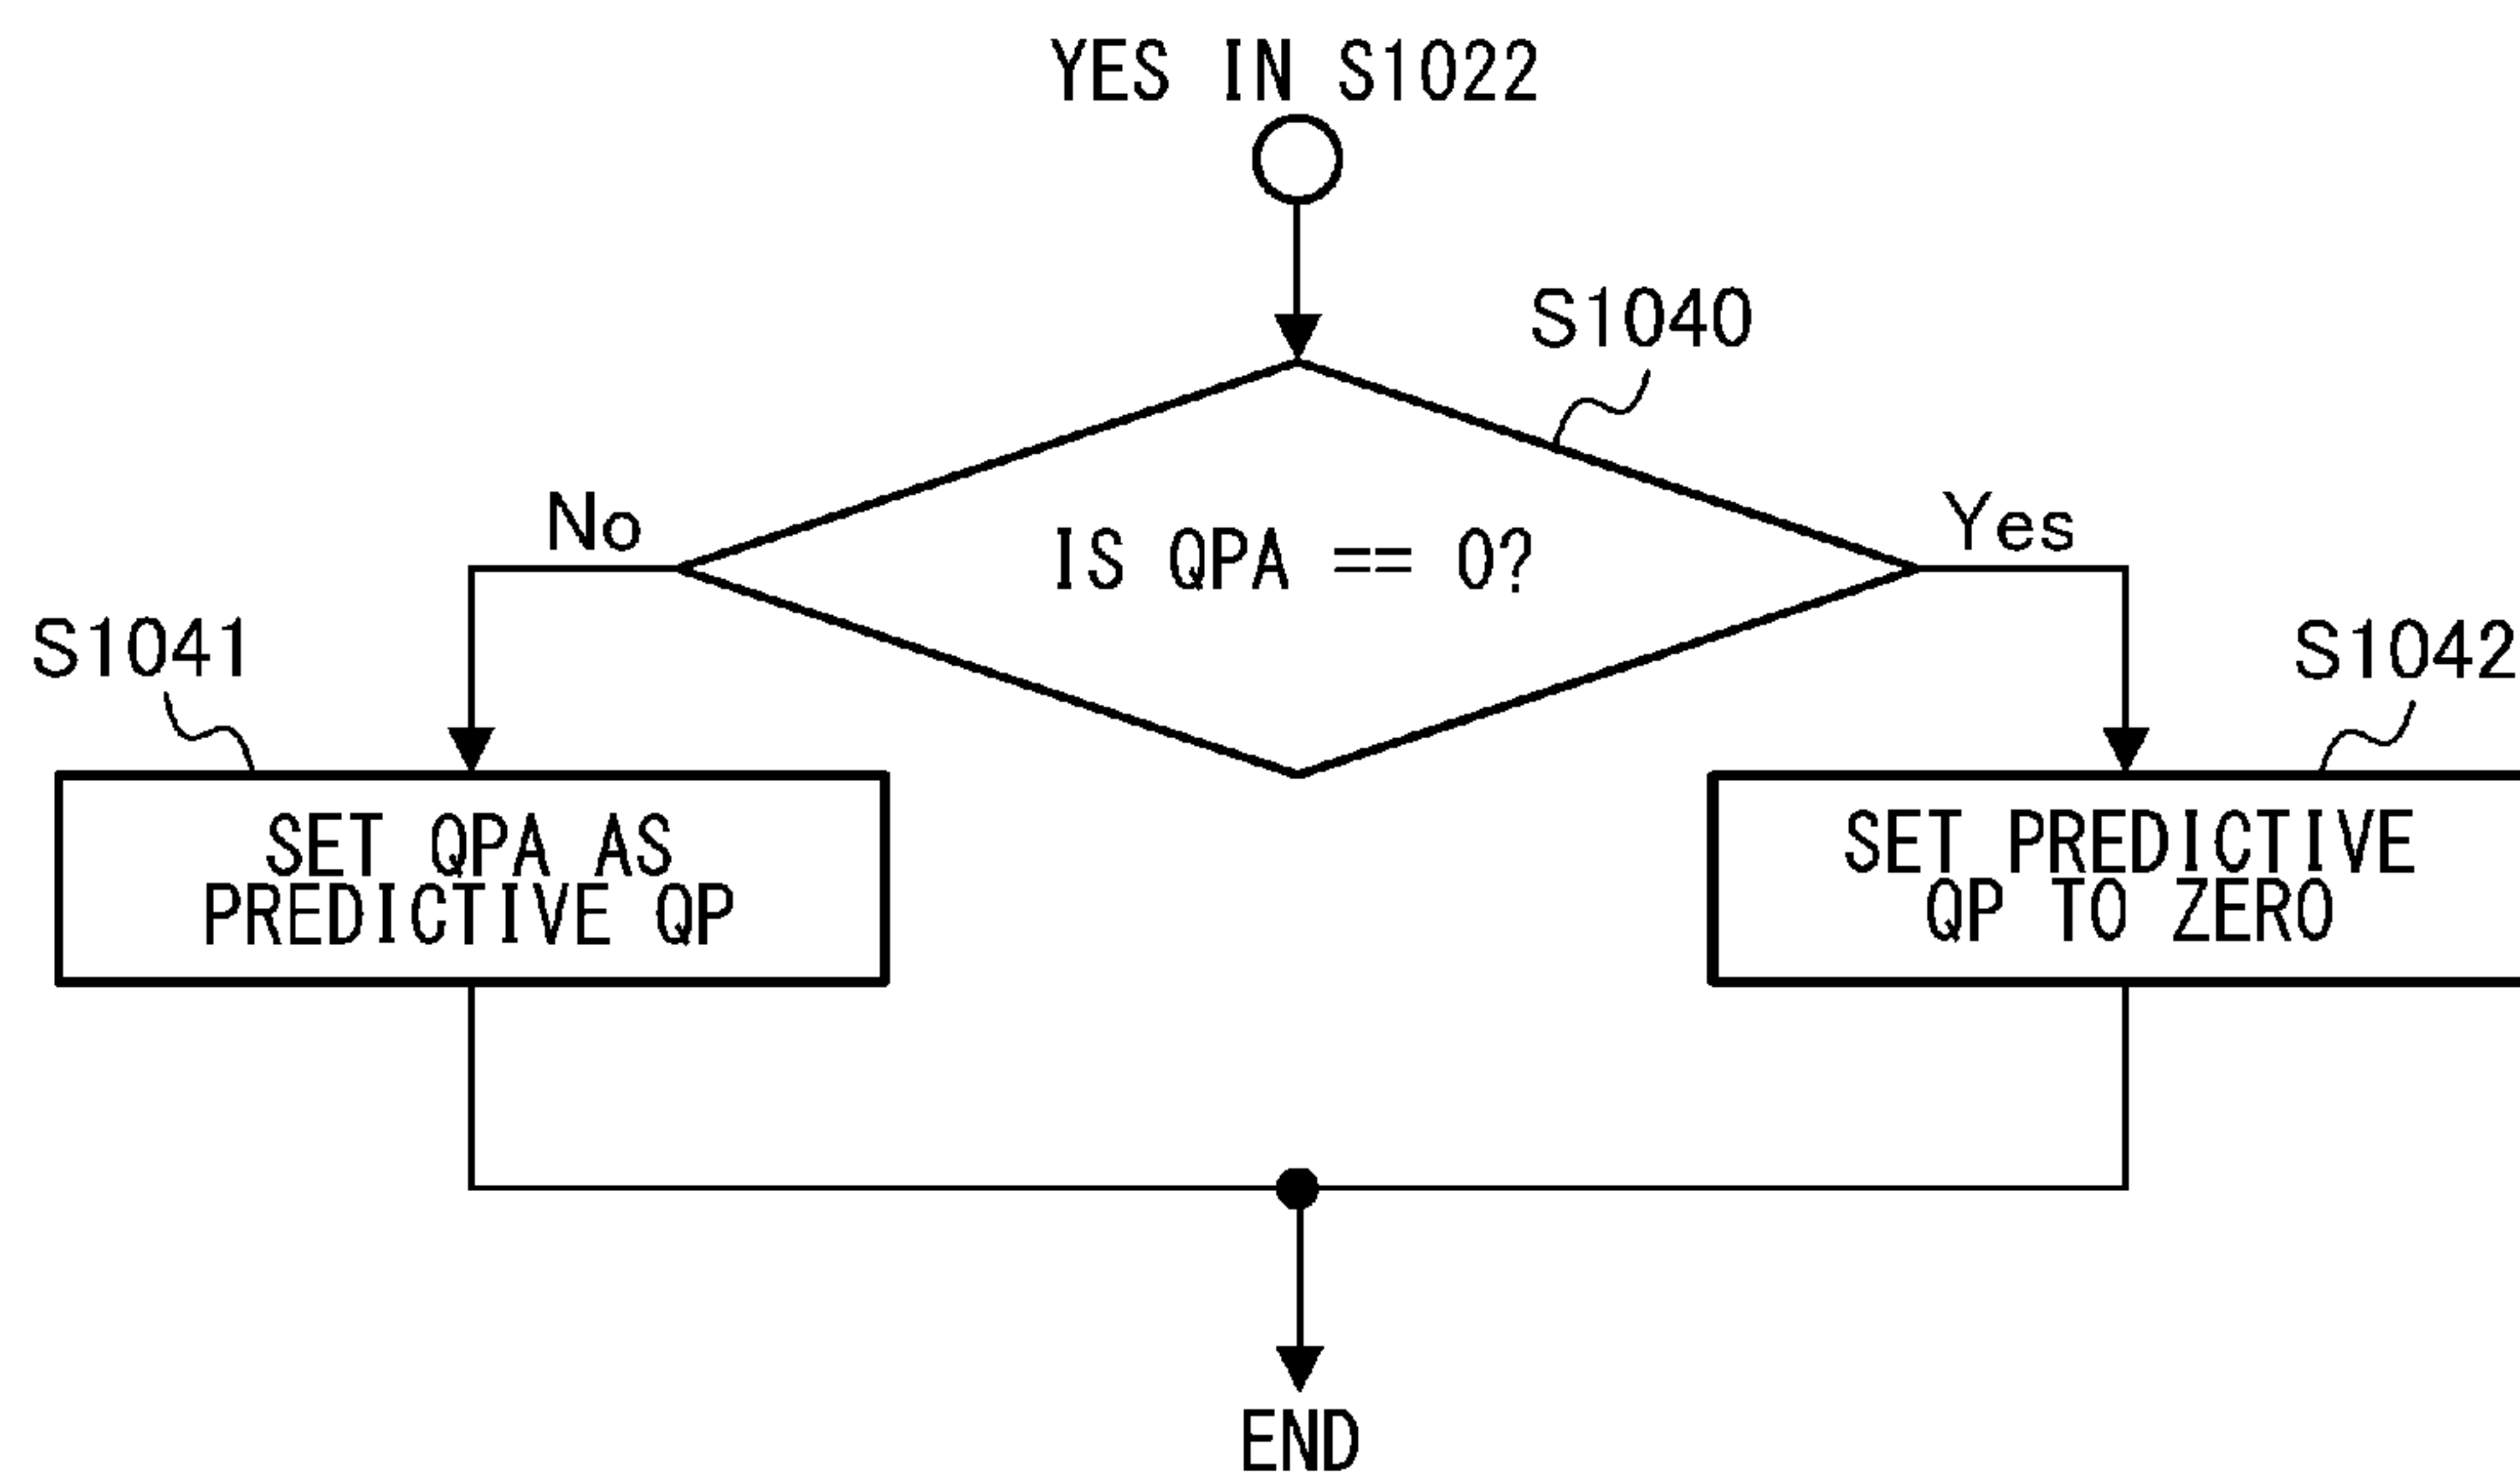 YES IN S1022
S1040
IS QPA == 0?
No
Yes
S1041
S1042
SET QPA AS
PREDICTIVE QP
SET PREDICTIVE
QP TO ZERO
END